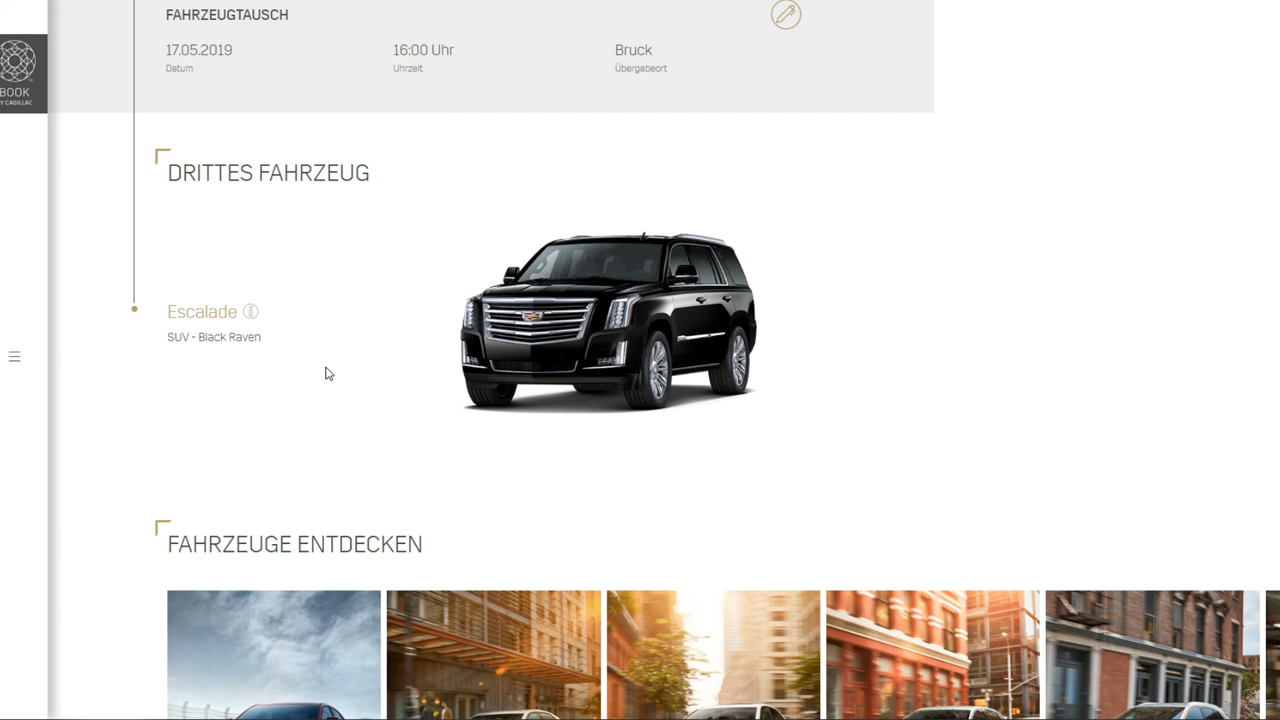 FAHRZEUGTAUSCH
17.05.2019 16:00 Uhr Bruck
Datum Uhrzeit Übergabeort
BOOK
Y CADILLAC
DRITTES FAHRZEUG
Escalade
SUV - Black Raven
FAHRZEUGE ENTDECKEN